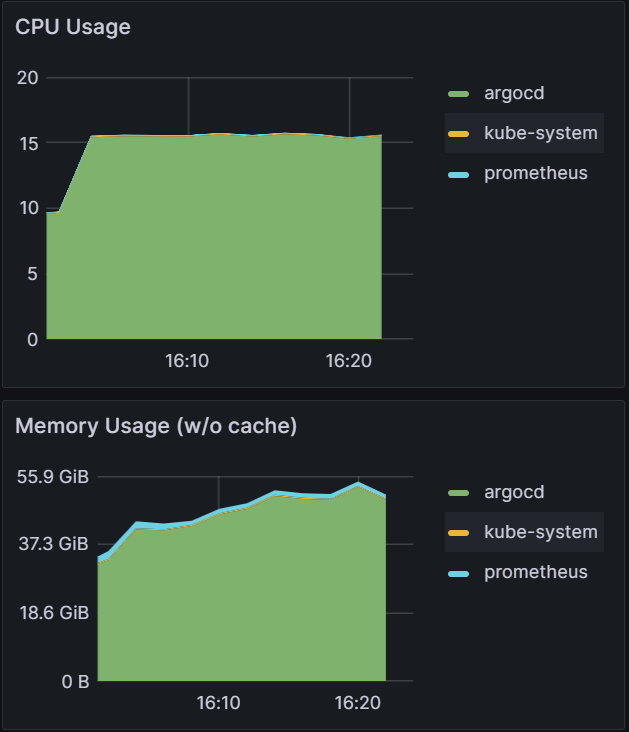 CPU Usage
20
15
10
5
0
16:10 16:20
argocd
kube-system
prometheus
Memory Usage (w/o cache)
55.9 GiB
37.3 GiB
18.6 GiB
0 B
16:10 16:20
argocd
kube-system
prometheus